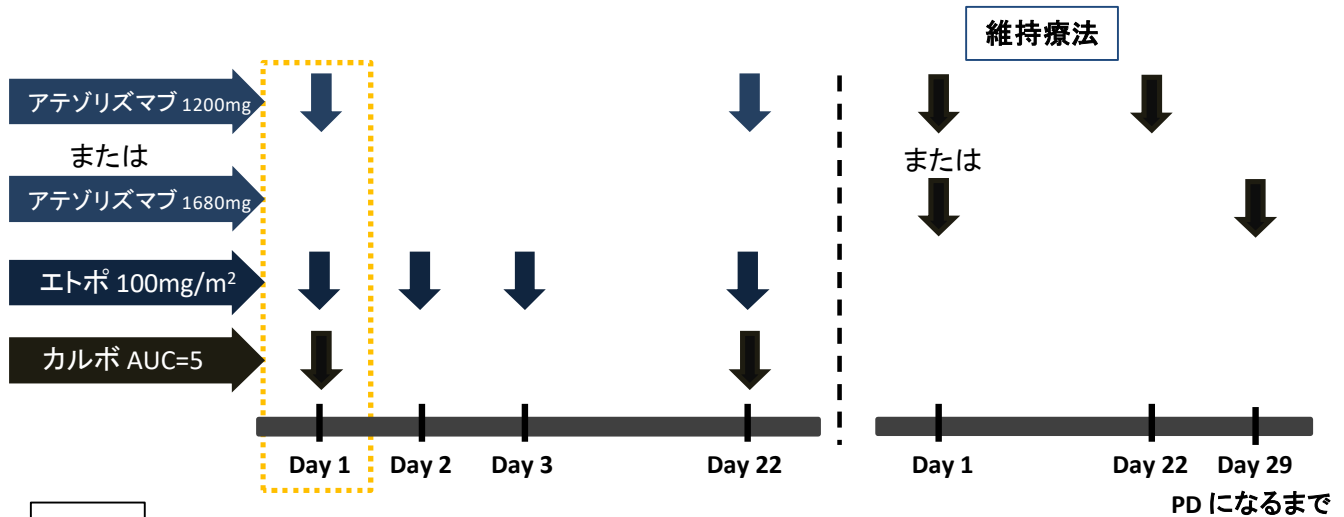 維持療法
アテゾリズマブ 1200mg
または
または
アテゾリズマブ 1680mg
エトポ 100mg/m²
カルボ AUC=5
Day 1 Day 2 Day 3 Day 22 Day 1 Day 22 Day 29
PD になるまで